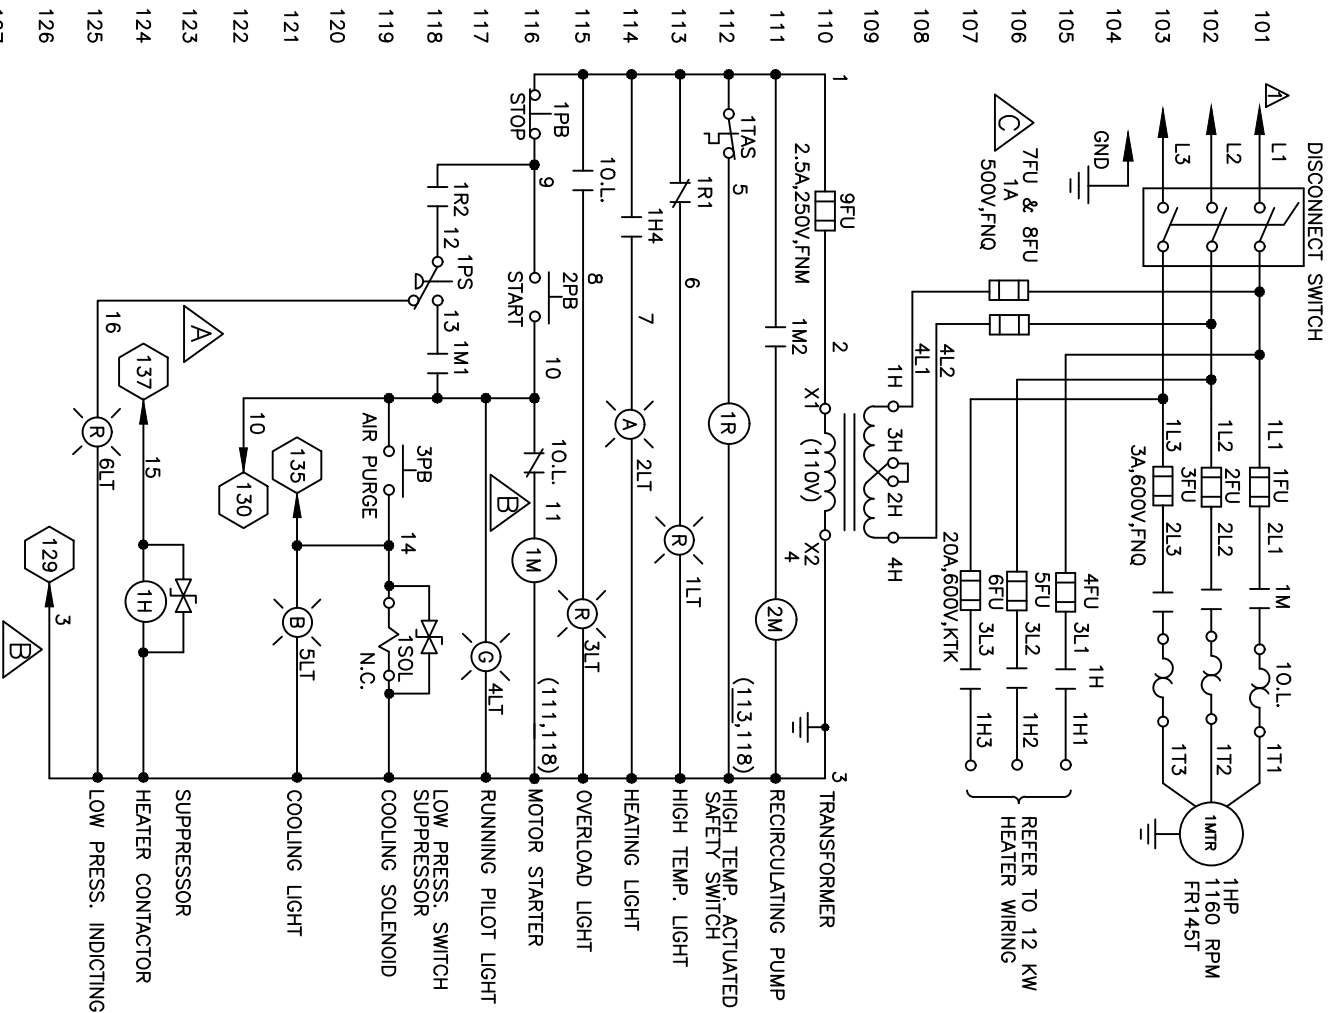 101
102
103
104
105
106
107
108
109
110
111
112
113
114
115
116
117
118
119
120
121
122
123
124
125
126
DISCONNECT SWITCH
1
L1
L2
L3
GND
1L1
1FU
2L1
1M
1O.L.
1T1
1L2
2FU
2L2
1T2
1L3
3FU
2L3
1T3
3A,600V,FNQ
1MTR
1HP
1160 RPM
FR145T
C
7FU & 8FU
1A
500V,FNQ
4FU
3L1
1H
1H1
5FU
3L2
1H2
6FU
3L3
1H3
20A,600V,KTK
REFER TO 12 KW
HEATER WIRING
4L2
4L1
1H
3H
2H
4H
1
9FU
2.5A,250V,FNM
2
X1
(110V)
X2
4
3
TRANSFORMER
1M2
2M
RECIRCULATING PUMP
1TAS
5
1R
(113,118)
HIGH TEMP. ACTUATED
SAFETY SWITCH
1R1
6
R
1LT
HIGH TEMP. LIGHT
1H4
7
A
2LT
HEATING LIGHT
1O.L.
8
R
3LT
OVERLOAD LIGHT
1PB
STOP
9
2PB
START
10
1O.L.
11
B
1M
(111,118)
MOTOR STARTER
G
4LT
RUNNING PILOT LIGHT
1R2
12
1PS
13
1M1
LOW PRESS. SWITCH
SUPPRESSOR
3PB
AIR PURGE
14
1SOL
N.C.
COOLING SOLENOID
135
B
5LT
COOLING LIGHT
10
130
SUPPRESSOR
A
137
15
1H
HEATER CONTACTOR
16
R
6LT
LOW PRESS. INDICTING
129
3
B